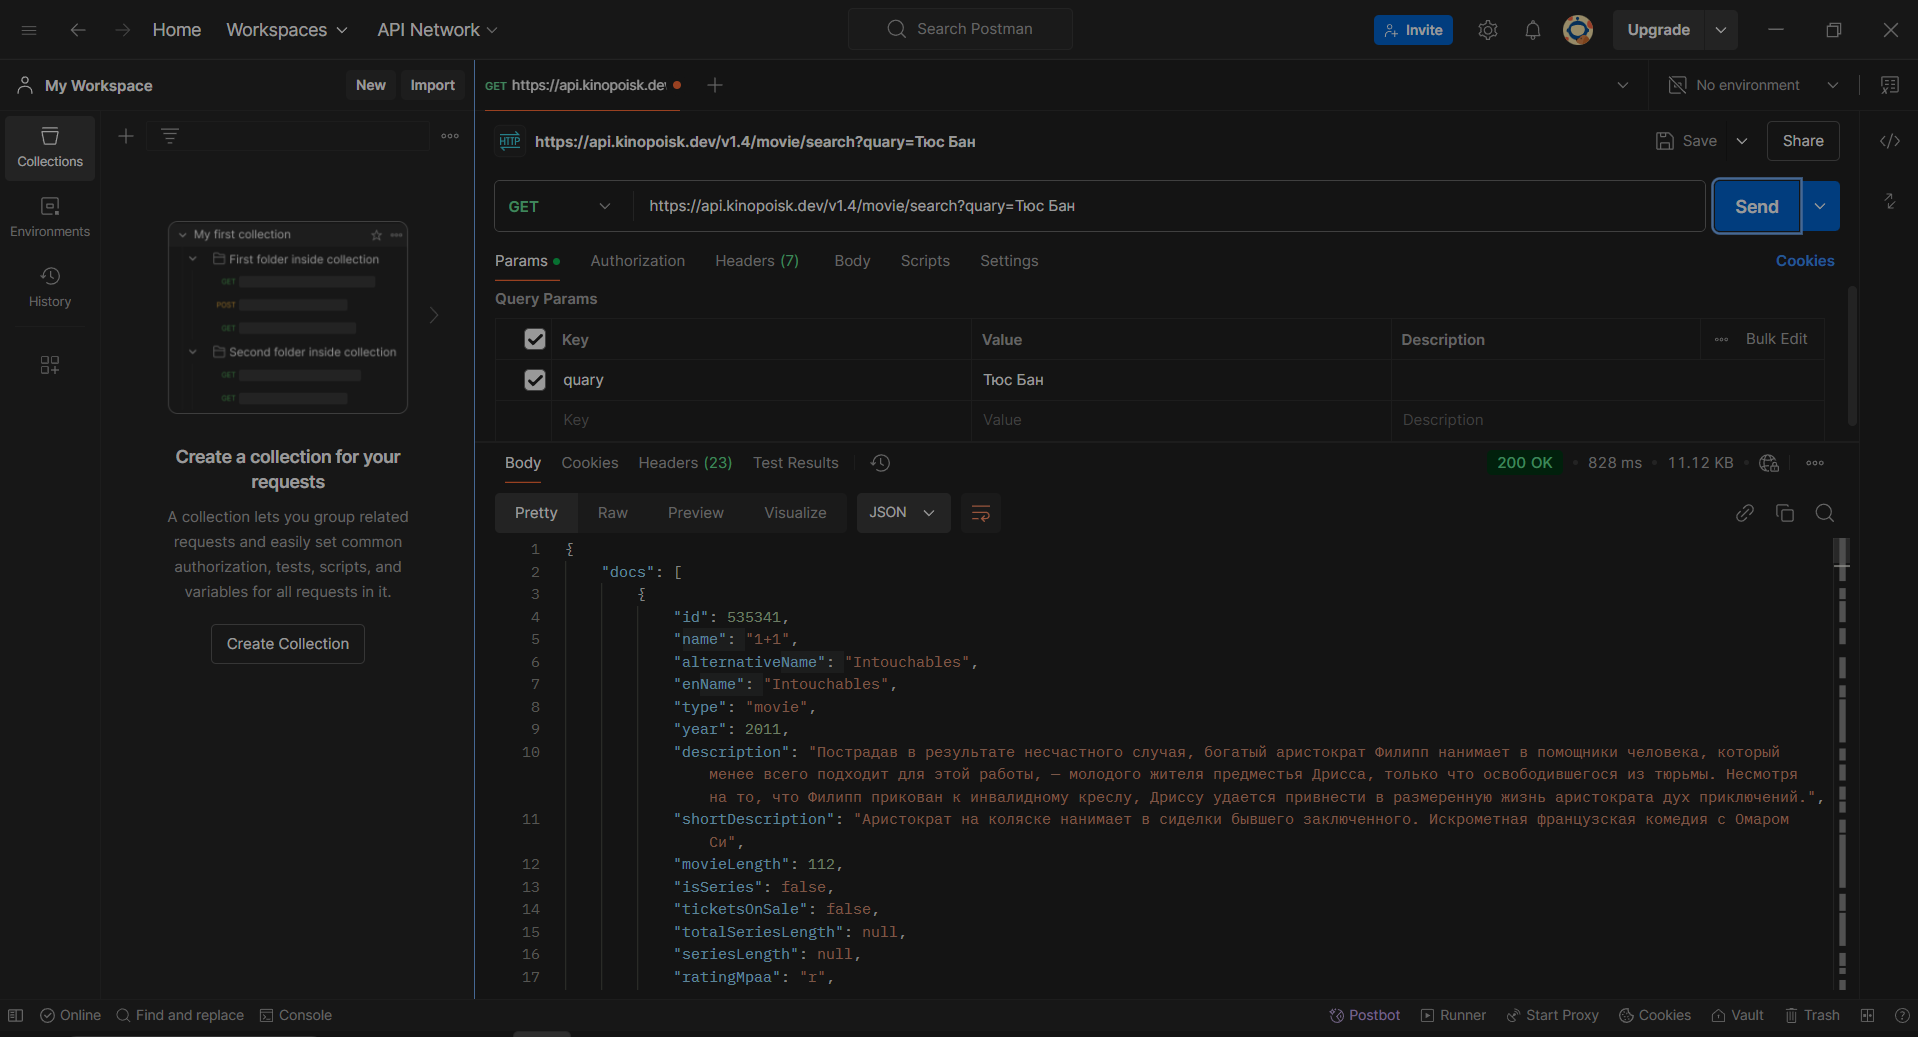 Home Workspaces API Network Search Postman Invite Upgrade
My Workspace New Import GET https://api.kinopoisk.de No environment
Collections
Environments
History
My first collection
First folder inside collection
GET
POST
GET
Second folder inside collection
GET
GET
Create a collection for your
requests
A collection lets you group related
requests and easily set common
authorization, tests, scripts, and
variables for all requests in it.
Create Collection
HTTP https://api.kinopoisk.dev/v1.4/movie/search?quary=Тюс Бан Save Share
GET https://api.kinopoisk.dev/v1.4/movie/search?quary=Тюс Бан Send
Params Authorization Headers (7) Body Scripts Settings Cookies
Query Params
Key Value Description Bulk Edit
quary Тюс Бан
Key Value Description
Body Cookies Headers (23) Test Results 200 OK 828 ms 11.12 KB
Pretty Raw Preview Visualize JSON
1 {
2 "docs": [
3 {
4 "id": 535341,
5 "name": "1+1",
6 "alternativeName": "Intouchables",
7 "enName": "Intouchables",
8 "type": "movie",
9 "year": 2011,
10 "description": "Пострадав в результате несчастного случая, богатый аристократ Филипп нанимает в помощники человека, который
менее всего подходит для этой работы, — молодого жителя предместья Дрисса, только что освободившегося из тюрьмы. Несмотря
на то, что Филипп прикован к инвалидному креслу, Дриссу удается привнести в размеренную жизнь аристократа дух приключений.",
11 "shortDescription": "Аристократ на коляске нанимает в сиделки бывшего заключенного. Искрометная французская комедия с Омаром
Си",
12 "movieLength": 112,
13 "isSeries": false,
14 "ticketsOnSale": false,
15 "totalSeriesLength": null,
16 "seriesLength": null,
17 "ratingMpaa": "r",
Online Find and replace Console Postbot Runner Start Proxy Cookies Vault Trash